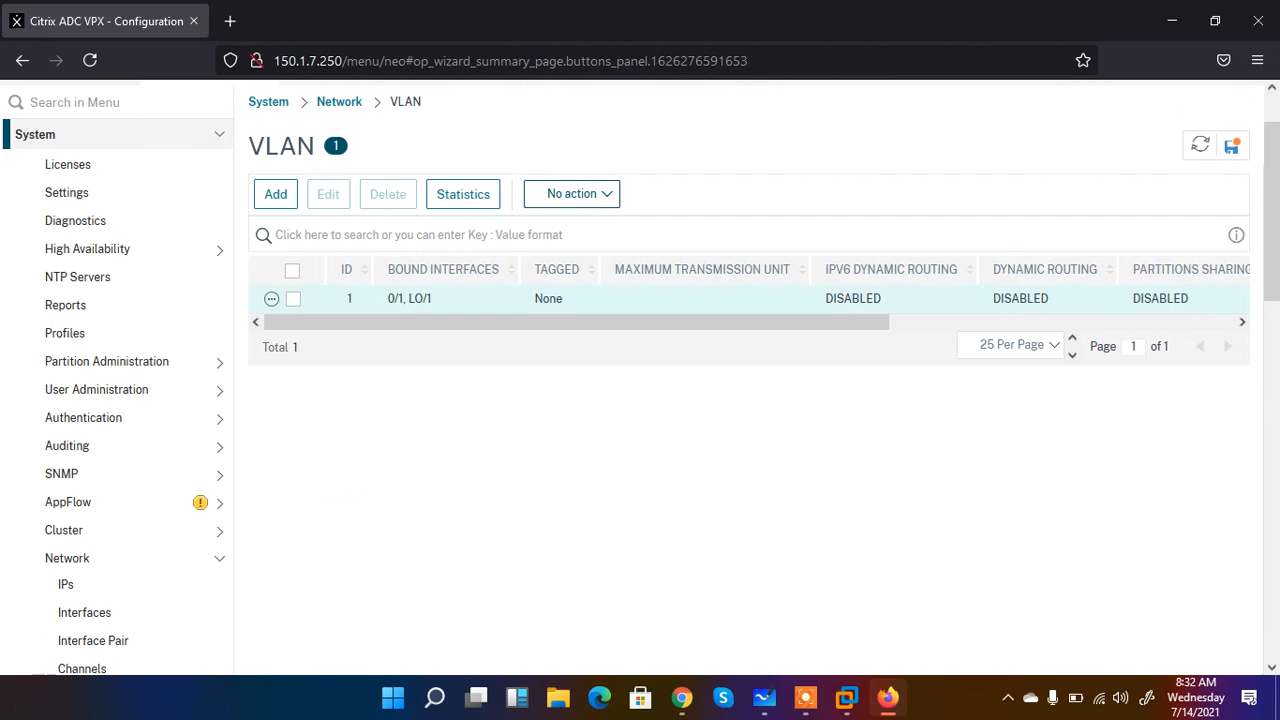 Citrix ADC VPX - Configuration
150.1.7.250/menu/neo#op_wizard_summary_page.buttons_panel.1626276591653
Search in Menu
System
Licenses
Settings
Diagnostics
High Availability
NTP Servers
Reports
Profiles
Partition Administration
User Administration
Authentication
Auditing
SNMP
AppFlow
Cluster
Network
IPs
Interfaces
Interface Pair
Channels
System > Network > VLAN
VLAN 1
Add Edit Delete Statistics No action
Click here to search or you can enter Key : Value format
ID BOUND INTERFACES TAGGED MAXIMUM TRANSMISSION UNIT IPV6 DYNAMIC ROUTING DYNAMIC ROUTING PARTITIONS SHARING
1 0/1, LO/1 None DISABLED DISABLED DISABLED
Total 1 25 Per Page Page 1 of 1
8:32 AM
Wednesday
7/14/2021